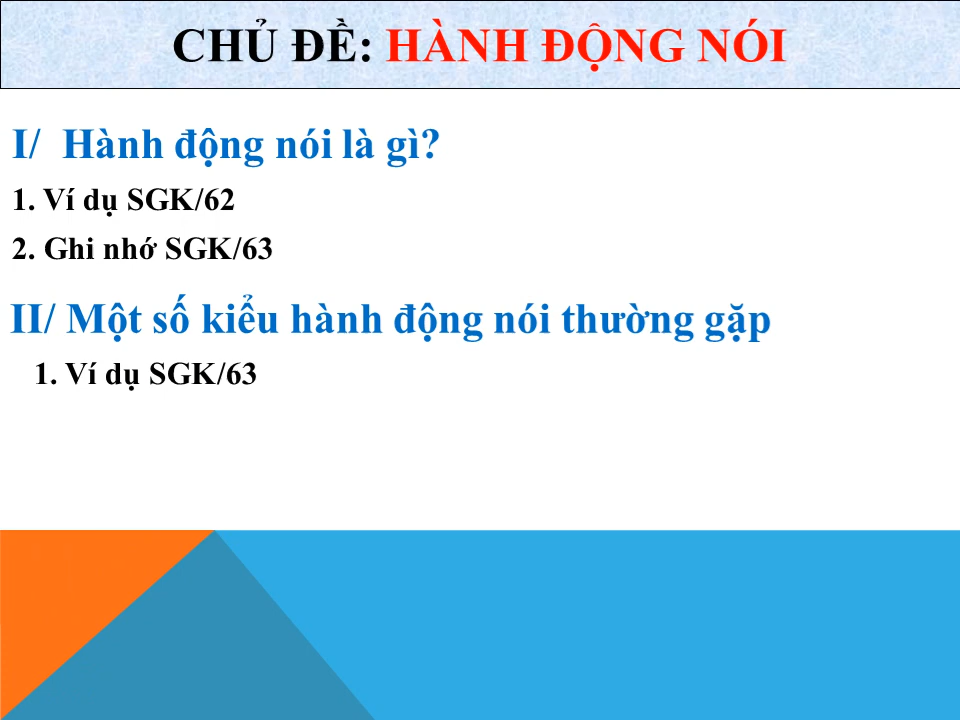 CHỦ ĐỀ: HÀNH ĐỘNG NÓI
I/ Hành động nói là gì?
1. Ví dụ SGK/62
2. Ghi nhớ SGK/63
II/ Một số kiểu hành động nói thường gặp
1. Ví dụ SGK/63